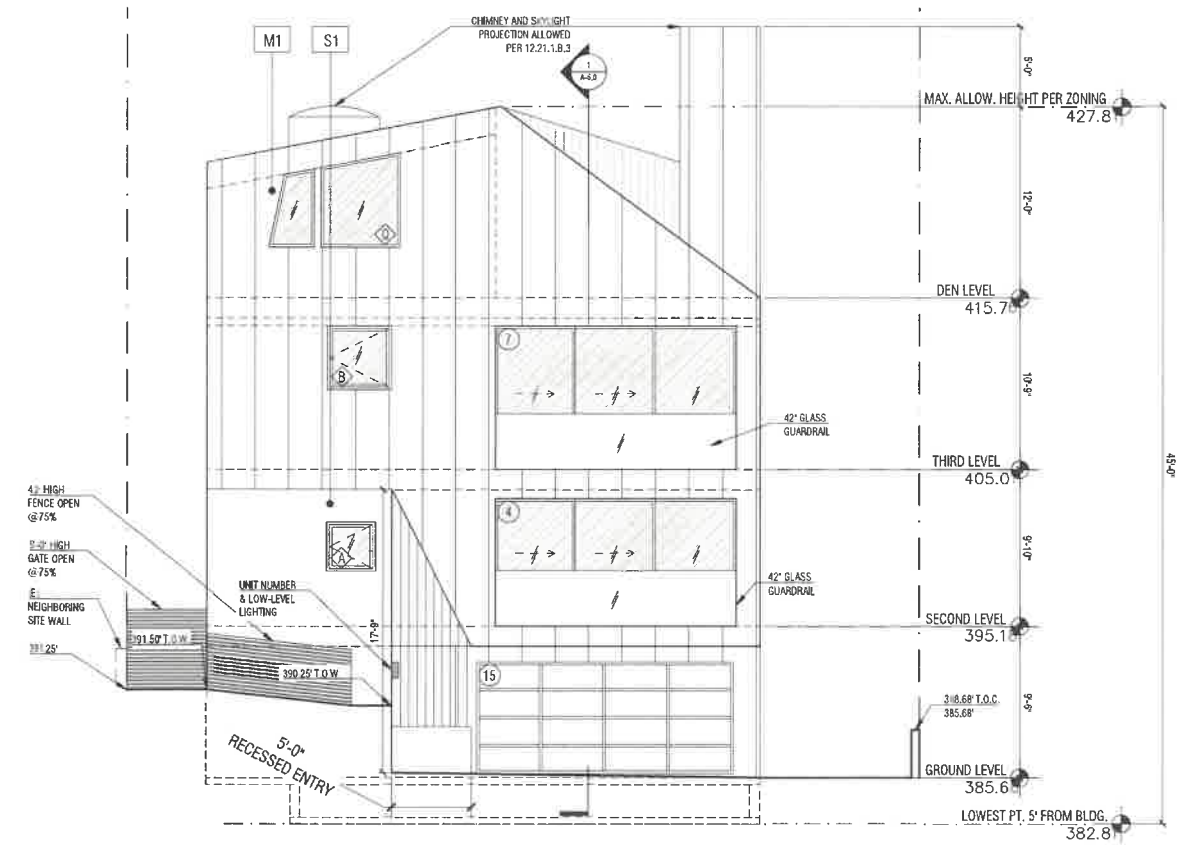 CHIMNEY AND SKYLIGHT
PROJECTION ALLOWED
PER 12.21.1.B.3
M1
S1
1
A-5.0
MAX. ALLOW. HEIGHT PER ZONING
427.8'
12'-0"
Q
DEN LEVEL
415.7
7
B
10'-9"
42" GLASS
GUARDRAIL
THIRD LEVEL
405.0'
45'-0"
HIGH
FENCE OPEN
@75%
HIGH
GATE OPEN
@75%
NEIGHBORING
SITE WALL
4
A
9'-10"
UNIT NUMBER
& LOW-LEVEL
LIGHTING
42" GLASS
GUARDRAIL
17'-9"
SECOND LEVEL
395.1
391.50' T.O.W
390.25' T.O.W
15
T.O.C.
385.68'
9'-6"
5'-0"
RECESSED ENTRY
GROUND LEVEL
385.6
LOWEST PT. 5' FROM BLDG.
382.8'